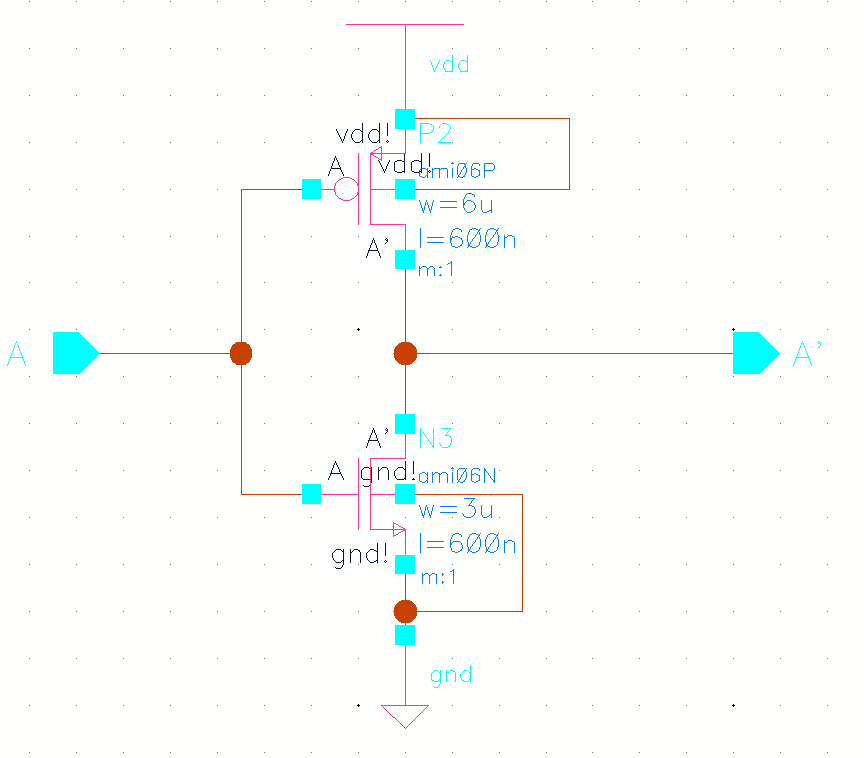 vdd
vdd!
P2
A
vdd!
ami06P
w=6u
l=600n
A'
m:1
A
A'
A'
N3
A
gnd!
ami06N
w=3u
l=600n
gnd!
m:1
gnd